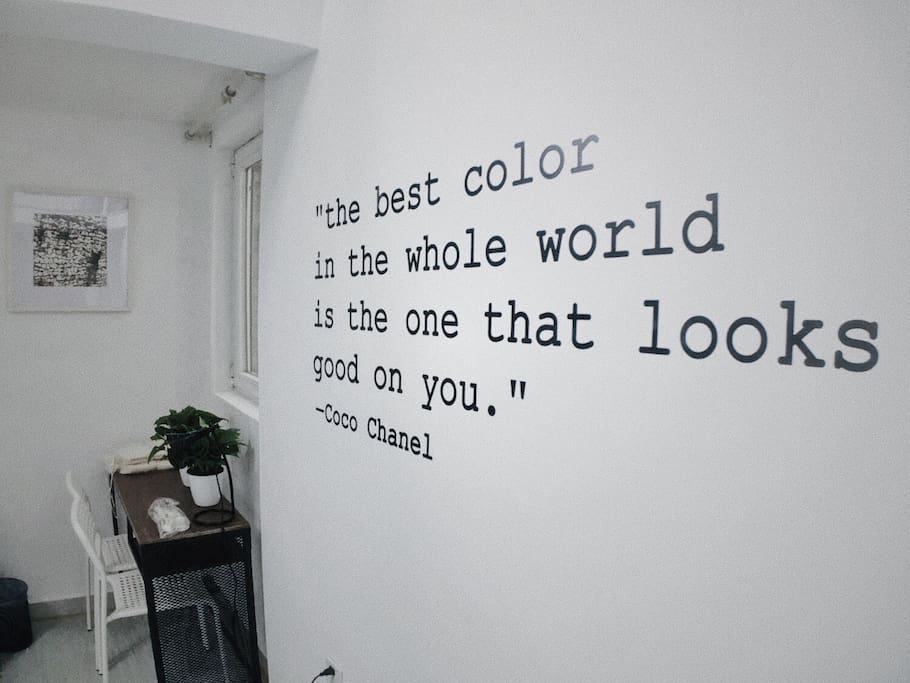 "the best color
in the whole world
is the one that looks
good on you."
—Coco Chanel